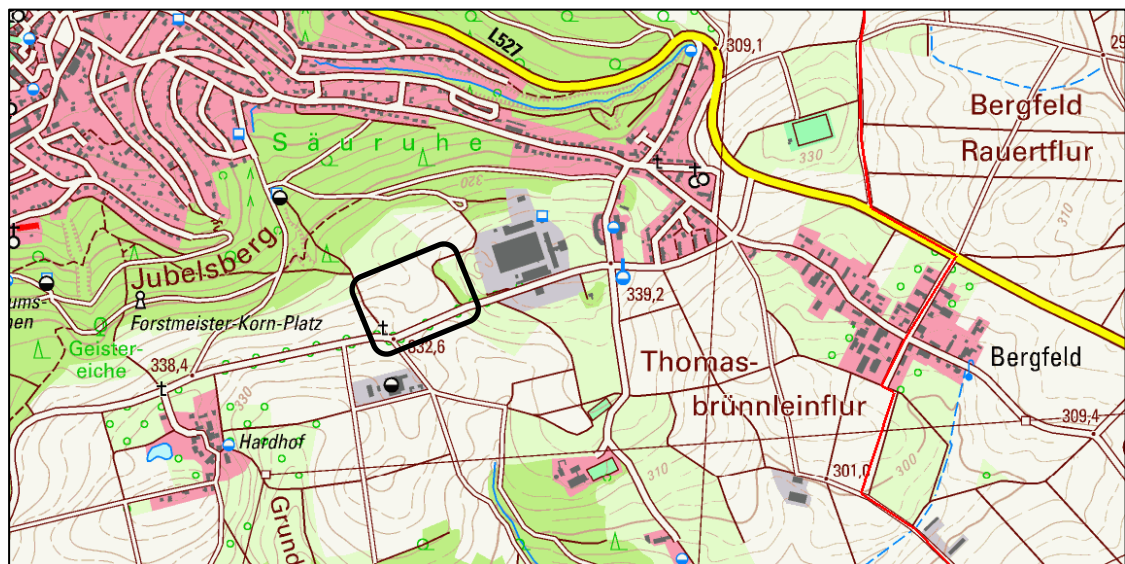 L527
309,1
29
Bergfeld
Rauertflur
Säuruhe
330
320
310
Jubelsberg
339,2
Forstmeister-Korn-Platz
ums-
nen
Geister-
eiche
338,4
332,6
330
Thomas-
brünnleinflur
Bergfeld
309,4
Hardhof
310
301,0
300
Grund